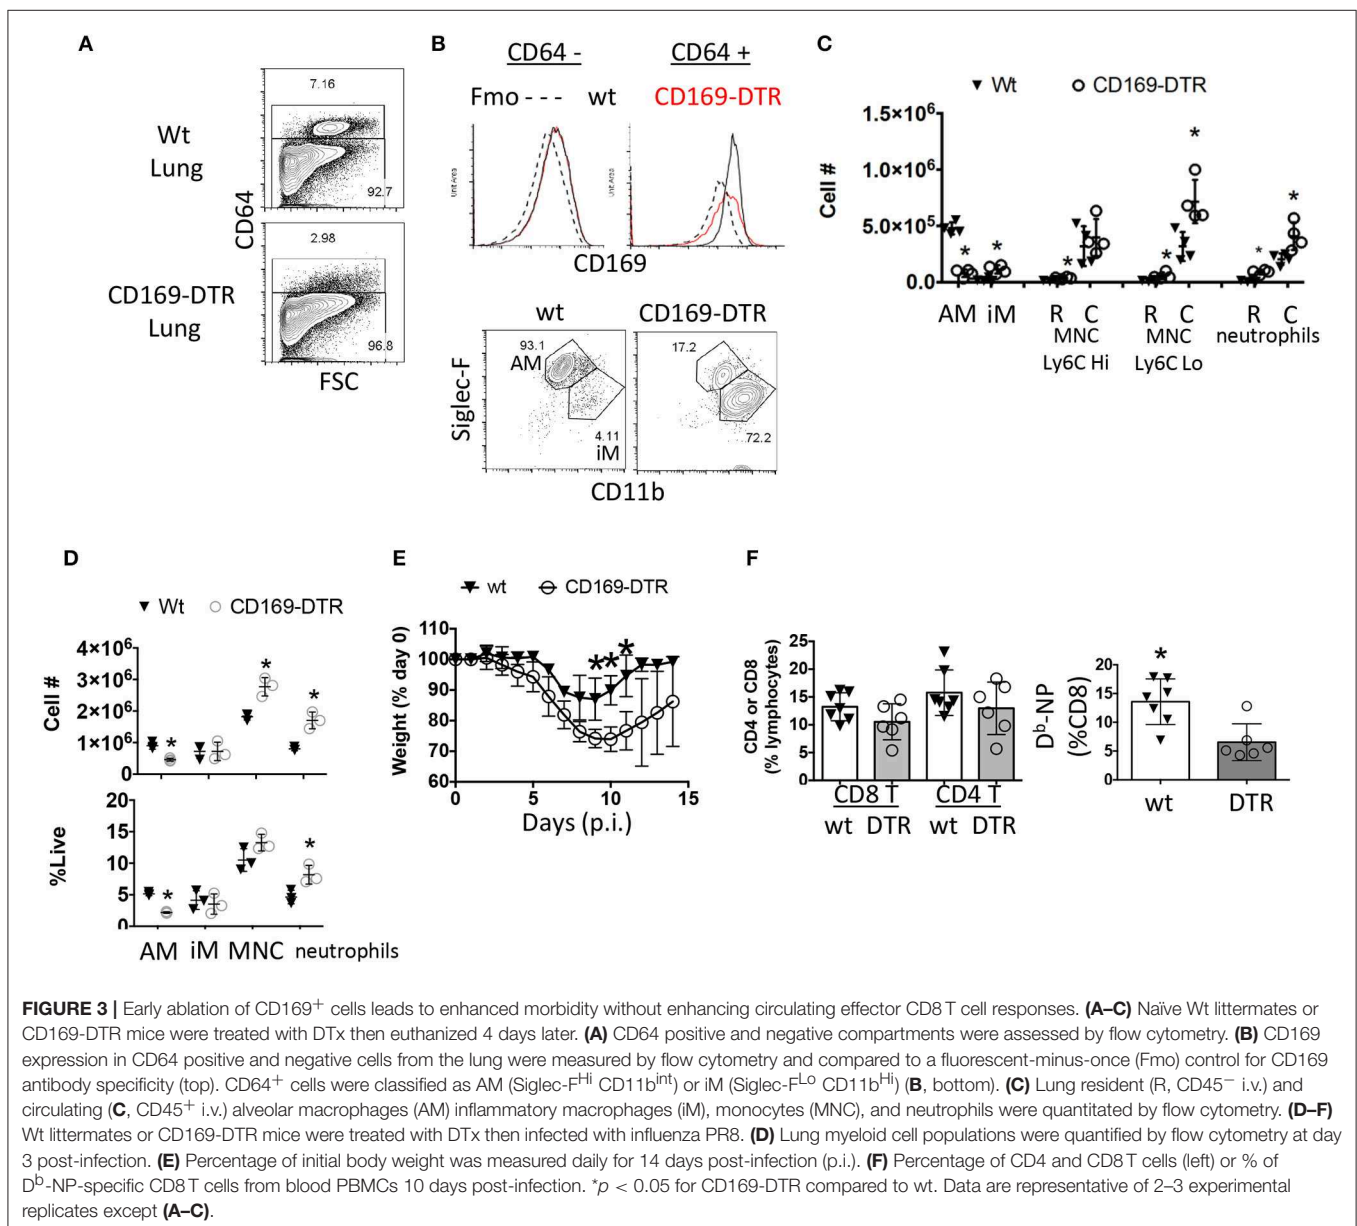 A
7.16
Wt
Lung
92.7
CD64
2.98
CD169-DTR
Lung
96.8
FSC
B
CD64 - CD64 +
Fmo - - - wt CD169-DTR
Unit Area Unit Area
CD169
wt CD169-DTR
93.1 17.2
AM
Siglec-F
4.11 72.2
iM
CD11b
C
Wt CD169-DTR
1.5×10⁶
1.0×10⁶
5.0×10⁵
0.0
Cell #
* * * * * * *
AM iM R C R C R C
MNC MNC neutrophils
Ly6C Hi Ly6C Lo
D
Wt CD169-DTR
4×10⁶
3×10⁶
2×10⁶
1×10⁶
0
Cell #
* * *
20
15
10
5
0
%Live
* *
AM iM MNC neutrophils
E
wt CD169-DTR
110
100
90
80
70
60
Weight (% day 0)
* * *
0 5 10 15
Days (p.i.)
F
25
20
15
10
5
0
CD4 or CD8
(% lymphocytes)
CD8 T CD4 T
wt DTR wt DTR
20
15
10
5
0
Dᵇ-NP
(%CD8)
*
wt DTR
FIGURE 3 | Early ablation of CD169⁺ cells leads to enhanced morbidity without enhancing circulating effector CD8 T cell responses. (A–C) Naïve Wt littermates or
CD169-DTR mice were treated with DTx then euthanized 4 days later. (A) CD64 positive and negative compartments were assessed by flow cytometry. (B) CD169
expression in CD64 positive and negative cells from the lung were measured by flow cytometry and compared to a fluorescent-minus-once (Fmo) control for CD169
antibody specificity (top). CD64⁺ cells were classified as AM (Siglec-Fᴴⁱ CD11bⁱⁿᵗ) or iM (Siglec-Fᴸᵒ CD11bᴴⁱ) (B, bottom). (C) Lung resident (R, CD45⁻ i.v.) and
circulating (C, CD45⁺ i.v.) alveolar macrophages (AM) inflammatory macrophages (iM), monocytes (MNC), and neutrophils were quantitated by flow cytometry. (D–F)
Wt littermates or CD169-DTR mice were treated with DTx then infected with influenza PR8. (D) Lung myeloid cell populations were quantified by flow cytometry at day
3 post-infection. (E) Percentage of initial body weight was measured daily for 14 days post-infection (p.i.). (F) Percentage of CD4 and CD8 T cells (left) or % of
Dᵇ-NP-specific CD8 T cells from blood PBMCs 10 days post-infection. *p < 0.05 for CD169-DTR compared to wt. Data are representative of 2–3 experimental
replicates except (A–C).